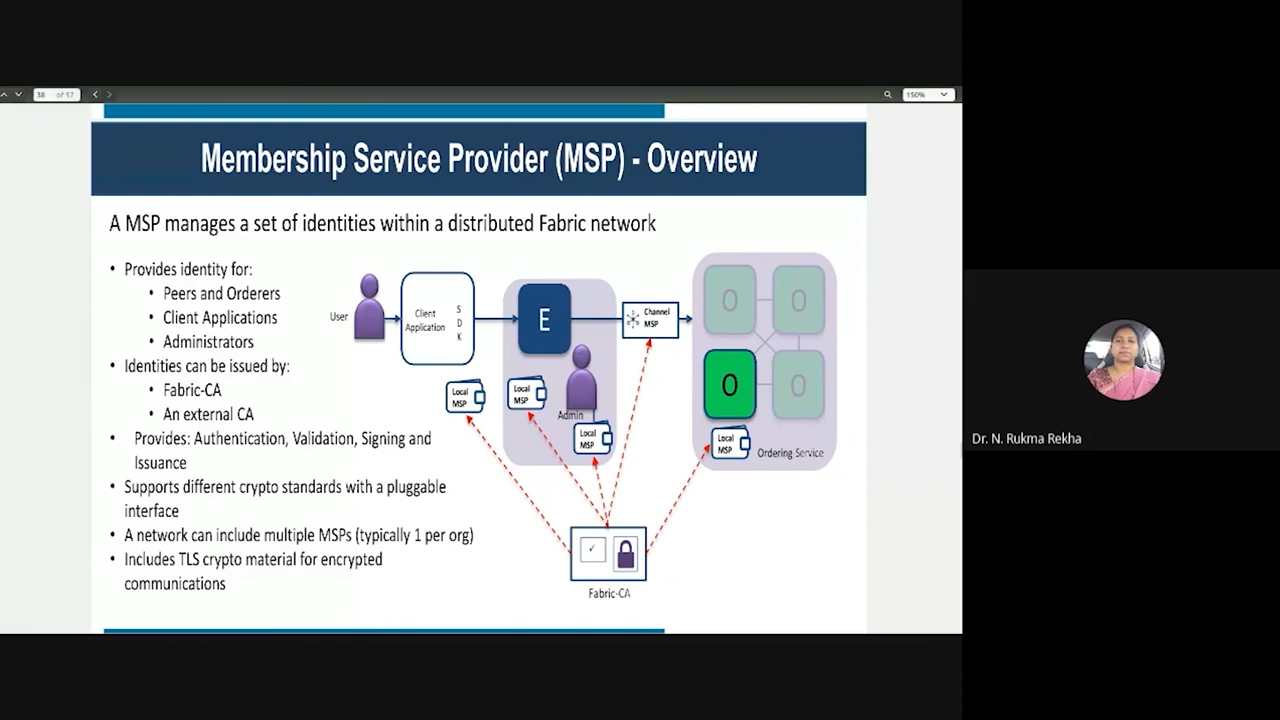 38 of 57
150%
Membership Service Provider (MSP) - Overview
A MSP manages a set of identities within a distributed Fabric network
• Provides identity for:
• Peers and Orderers
• Client Applications
• Administrators
• Identities can be issued by:
• Fabric-CA
• An external CA
• Provides: Authentication, Validation, Signing and
Issuance
• Supports different crypto standards with a pluggable
interface
• A network can include multiple MSPs (typically 1 per org)
• Includes TLS crypto material for encrypted
communications
User
Client
Application
S
D
K
E
Channel
MSP
O
O
O
O
Local
MSP
Local
MSP
Admin
Local
MSP
Local
MSP
Ordering Service
Fabric-CA
Dr. N. Rukma Rekha